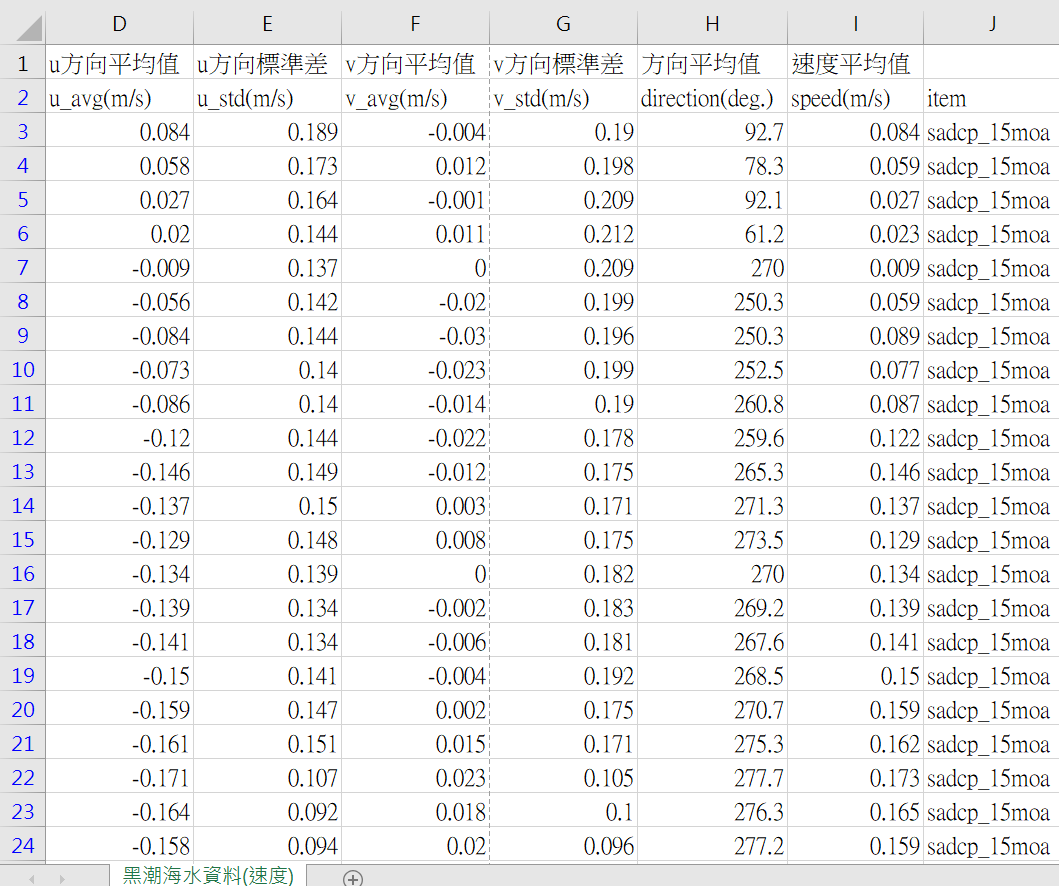 D E F G H I J
1 u方向平均值 u方向標準差 v方向平均值 v方向標準差 方向平均值 速度平均值
2 u_avg(m/s) u_std(m/s) v_avg(m/s) v_std(m/s) direction(deg.) speed(m/s) item
3 0.084 0.189 -0.004 0.19 92.7 0.084 sadcp_15moa
4 0.058 0.173 0.012 0.198 78.3 0.059 sadcp_15moa
5 0.027 0.164 -0.001 0.209 92.1 0.027 sadcp_15moa
6 0.02 0.144 0.011 0.212 61.2 0.023 sadcp_15moa
7 -0.009 0.137 0 0.209 270 0.009 sadcp_15moa
8 -0.056 0.142 -0.02 0.199 250.3 0.059 sadcp_15moa
9 -0.084 0.144 -0.03 0.196 250.3 0.089 sadcp_15moa
10 -0.073 0.14 -0.023 0.199 252.5 0.077 sadcp_15moa
11 -0.086 0.14 -0.014 0.19 260.8 0.087 sadcp_15moa
12 -0.12 0.144 -0.022 0.178 259.6 0.122 sadcp_15moa
13 -0.146 0.149 -0.012 0.175 265.3 0.146 sadcp_15moa
14 -0.137 0.15 0.003 0.171 271.3 0.137 sadcp_15moa
15 -0.129 0.148 0.008 0.175 273.5 0.129 sadcp_15moa
16 -0.134 0.139 0 0.182 270 0.134 sadcp_15moa
17 -0.139 0.134 -0.002 0.183 269.2 0.139 sadcp_15moa
18 -0.141 0.134 -0.006 0.181 267.6 0.141 sadcp_15moa
19 -0.15 0.141 -0.004 0.192 268.5 0.15 sadcp_15moa
20 -0.159 0.147 0.002 0.175 270.7 0.159 sadcp_15moa
21 -0.161 0.151 0.015 0.171 275.3 0.162 sadcp_15moa
22 -0.171 0.107 0.023 0.105 277.7 0.173 sadcp_15moa
23 -0.164 0.092 0.018 0.1 276.3 0.165 sadcp_15moa
24 -0.158 0.094 0.02 0.096 277.2 0.159 sadcp_15moa
黑潮海水資料(速度)